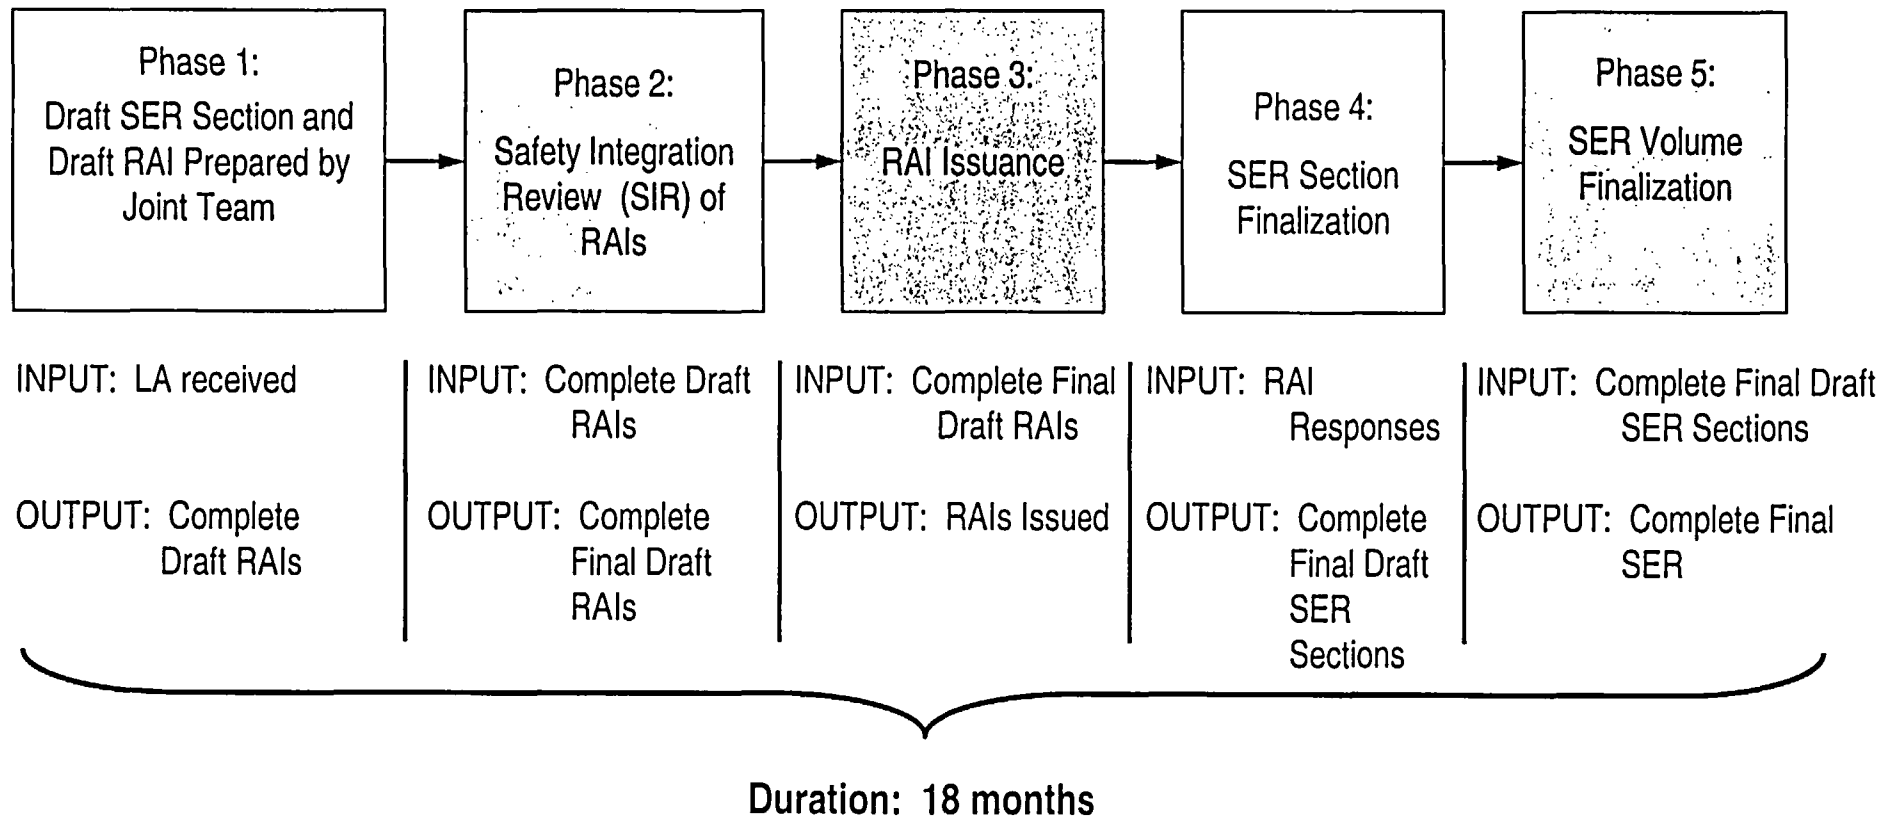 Phase 1:
Draft SER Section and
Draft RAI Prepared by
Joint Team
Phase 2:
Safety Integration
Review (SIR) of
RAIs
Phase 3:
RAI Issuance
Phase 4:
SER Section
Finalization
Phase 5:
SER Volume
Finalization
INPUT: LA received
OUTPUT: Complete
Draft RAIs
INPUT: Complete Draft
RAIs
OUTPUT: Complete
Final Draft
RAIs
INPUT: Complete Final
Draft RAIs
OUTPUT: RAIs Issued
INPUT: RAI
Responses
OUTPUT: Complete
Final Draft
SER
Sections
INPUT: Complete Final Draft
SER Sections
OUTPUT: Complete Final
SER
Duration: 18 months